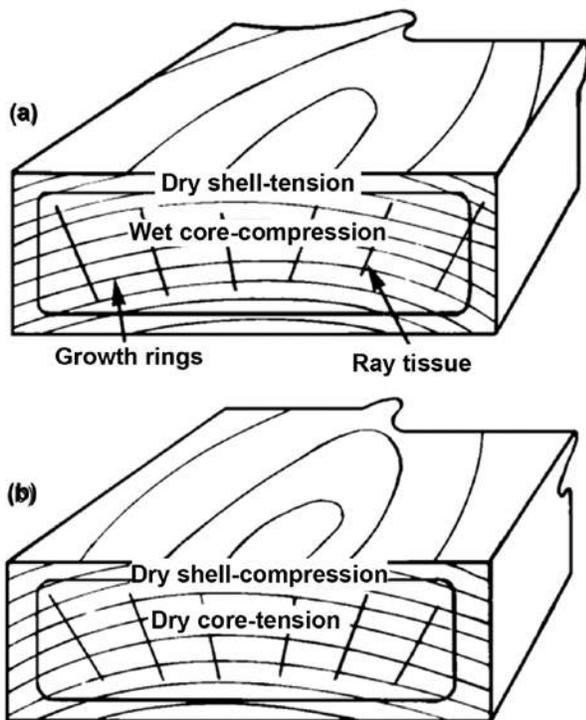 (a)
Dry shell-tension
Wet core-compression
Growth rings
Ray tissue
(b)
Dry shell-compression
Dry core-tension